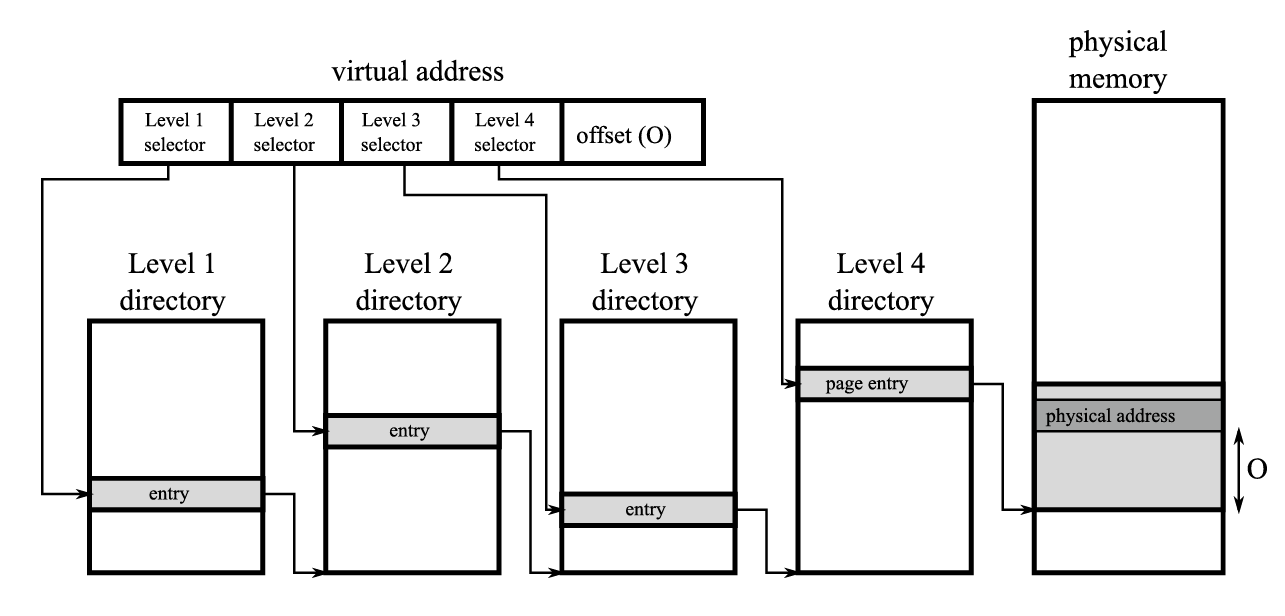 physical
memory
virtual address
Level 1
selector
Level 2
selector
Level 3
selector
Level 4
selector
offset (O)
Level 1
directory
Level 2
directory
Level 3
directory
Level 4
directory
page entry
physical address
entry
O
entry
entry